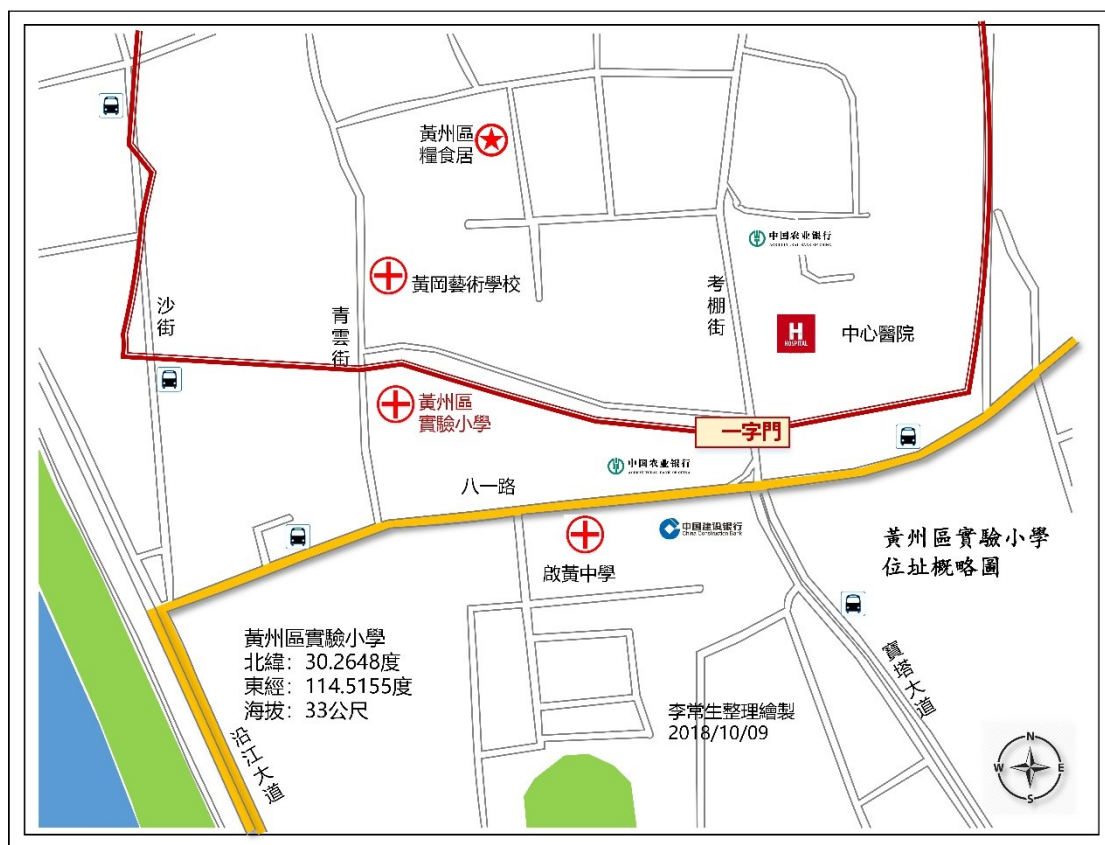 黃州區
糧食居
中国农业银行
黃岡藝術學校
沙街
青雲街
考棚街
H
HOSPITAL
中心醫院
黃州區
實驗小學
一字門
中国农业银行
八一路
中国建设银行
China Construction Bank
啟黃中學
黃州區實驗小學
位址概略圖
黃州區實驗小學
北緯：30.2648度
東經：114.5155度
海拔：33公尺
李常生整理繪製
2018/10/09
寶塔大道
沿江大道
N
W
E
S